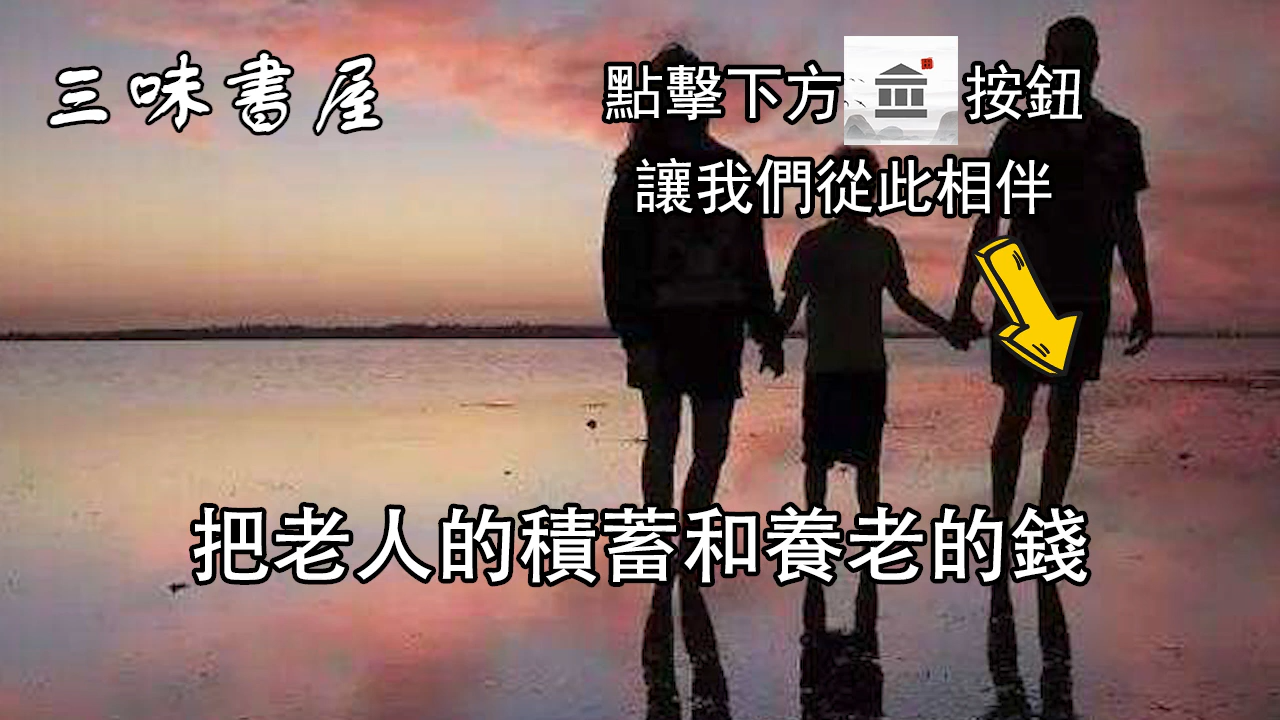 三味書屋
點擊下方 按鈕
讓我們從此相伴
把老人的積蓄和養老的錢